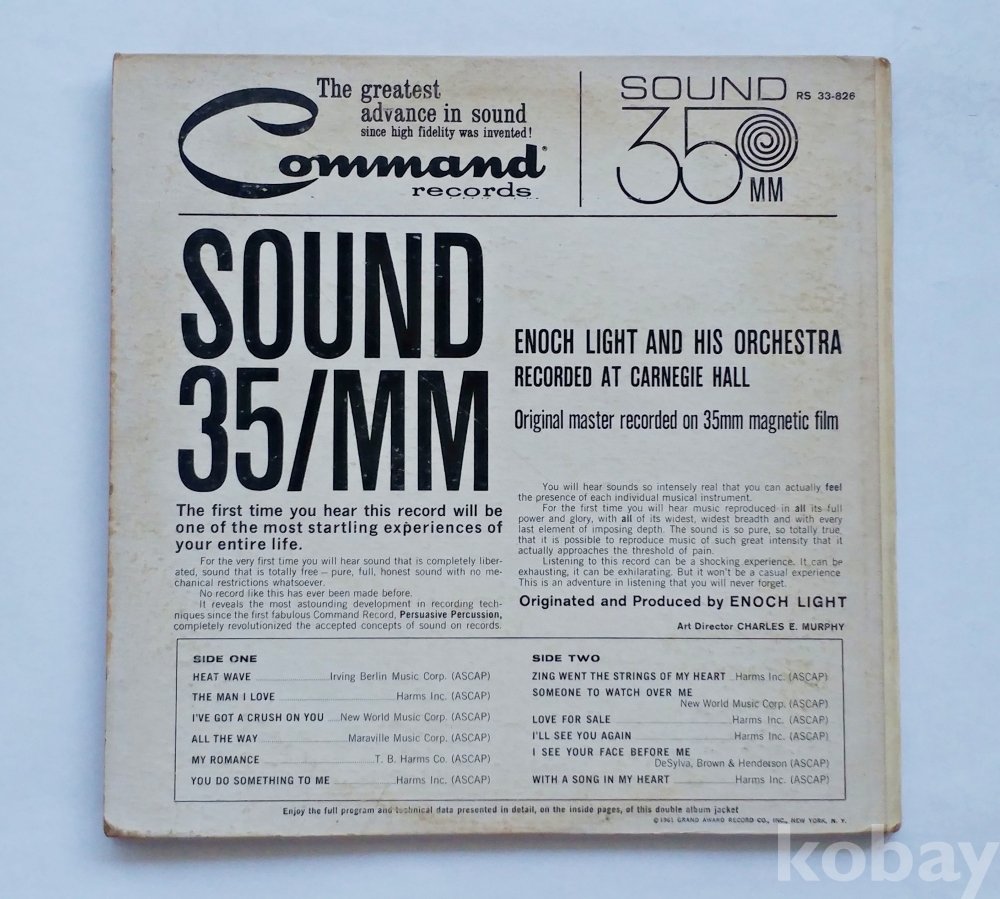 The greatest
advance in sound
since high fidelity was invented!
Command®
records
SOUND
35
MM
RS 33-826
SOUND
35/MM
ENOCH LIGHT AND HIS ORCHESTRA
RECORDED AT CARNEGIE HALL
Original master recorded on 35mm magnetic film
The first time you hear this record will be
one of the most startling experiences of
your entire life.
For the very first time you will hear sound that is completely liber-
ated, sound that is totally free — pure, full, honest sound with no me-
chanical restrictions whatsoever.
No record like this has ever been made before.
It reveals the most astounding development in recording tech-
niques since the first fabulous Command Record, Persuasive Percussion,
completely revolutionized the accepted concepts of sound on records.
You will hear sounds so intensely real that you can actually feel
the presence of each individual musical instrument.
For the first time you will hear music reproduced in all its full
power and glory, with all of its widest, widest breadth and with every
last element of imposing depth. The sound is so pure, so totally true,
that it is possible to reproduce music of such great intensity that it
actually approaches the threshold of pain.
Listening to this record can be a shocking experience. It can be
exhausting, it can be exhilarating. But it won't be a casual experience
This is an adventure in listening that you will never forget.
Originated and Produced by ENOCH LIGHT
Art Director CHARLES E. MURPHY
SIDE ONE
HEAT WAVE Irving Berlin Music Corp. (ASCAP)
THE MAN I LOVE Harms Inc. (ASCAP)
I'VE GOT A CRUSH ON YOU New World Music Corp. (ASCAP)
ALL THE WAY Maraville Music Corp. (ASCAP)
MY ROMANCE T. B. Harms Co. (ASCAP)
YOU DO SOMETHING TO ME Harms Inc. (ASCAP)
SIDE TWO
ZING WENT THE STRINGS OF MY HEART Harms Inc. (ASCAP)
SOMEONE TO WATCH OVER ME
New World Music Corp. (ASCAP)
LOVE FOR SALE Harms Inc. (ASCAP)
I'LL SEE YOU AGAIN Harms Inc. (ASCAP)
I SEE YOUR FACE BEFORE ME
DeSylva, Brown & Henderson (ASCAP)
WITH A SONG IN MY HEART Harms Inc. (ASCAP)
Enjoy the full program and technical data presented in detail, on the inside pages, of this double album jacket
© 1961 GRAND AWARD RECORD CO., INC., NEW YORK, N. Y.
kobay